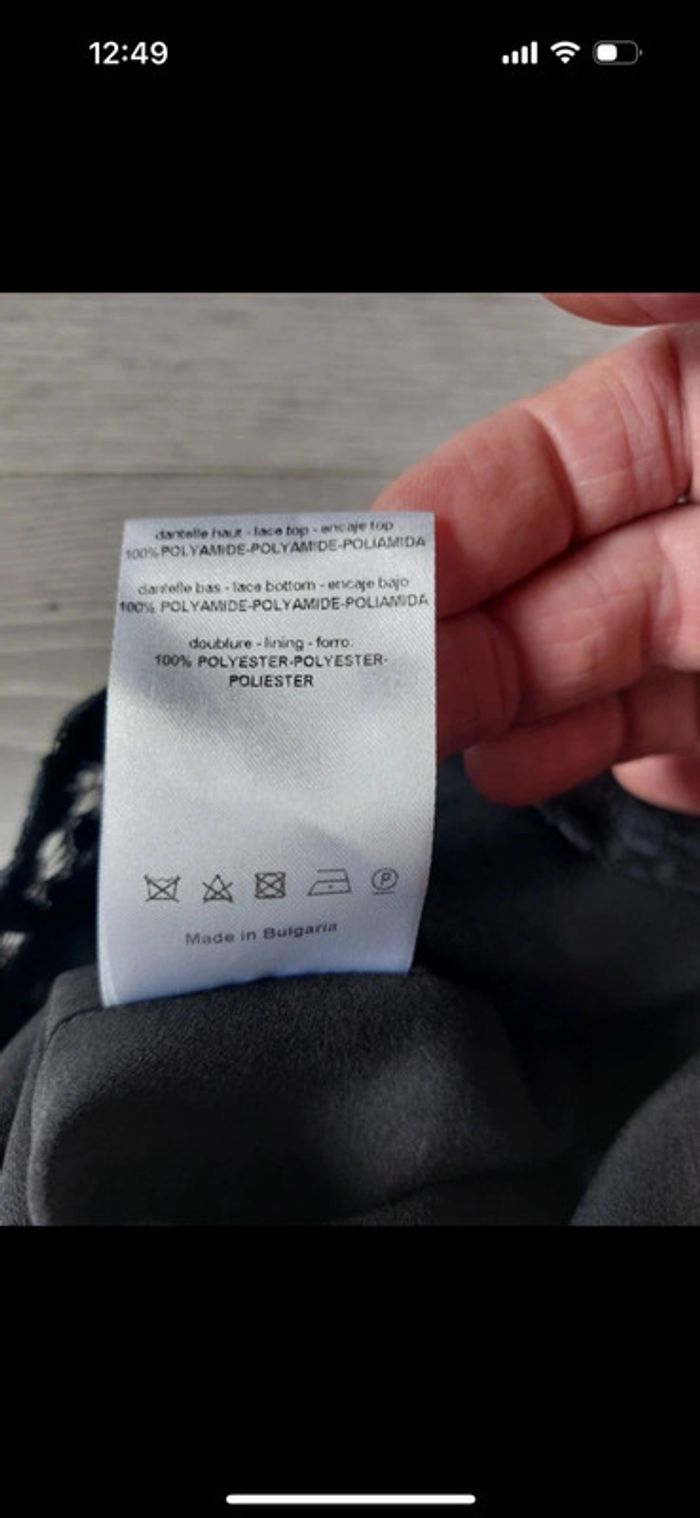 12:49
dantelle haut - lace top - encaje top
100% POLYAMIDE-POLYAMIDE-POLIAMIDA
dantelle bas - lace bottom - encaje bajo
100% POLYAMIDE-POLYAMIDE-POLIAMIDA
doublure - lining - forro:
100% POLYESTER-POLYESTER-
POLIESTER
P
Made in Bulgaria